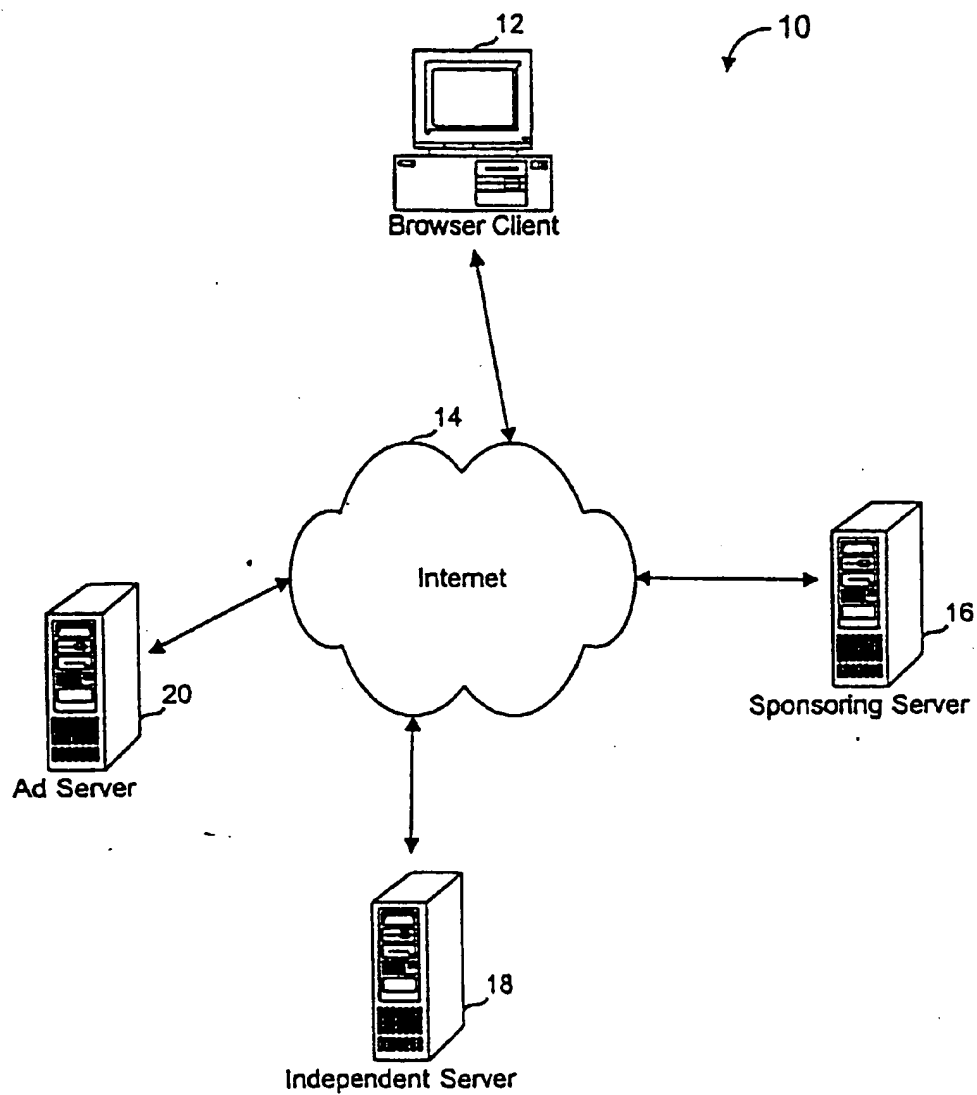 12
10
Browser Client
14
Internet
16
Sponsoring Server
20
Ad Server
18
Independent Server